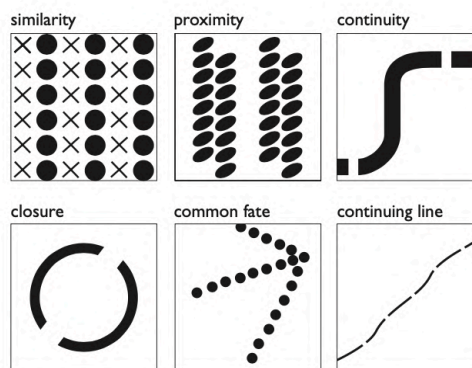 similarity
proximity
continuity
closure
common fate
continuing line